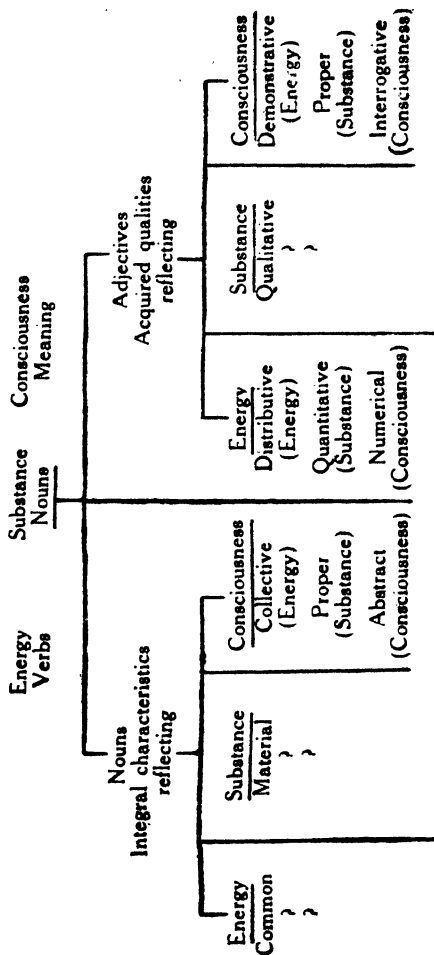 Energy
Verbs
Substance
Nouns
Consciousness
Meaning
Nouns
Integral characteristics
reflecting
Adjectives
Acquired qualities
reflecting
Energy
Common
?
?
Substance
Material
?
?
Consciousness
Collective
(Energy)
Proper
(Substance)
Abstract
(Consciousness)
Energy
Distributive
(Energy)
Quantitative
(Substance)
Numerical
(Consciousness)
Substance
Qualitative
?
?
Consciousness
Demonstrative
(Energy)
Proper
(Substance)
Interrogative
(Consciousness)